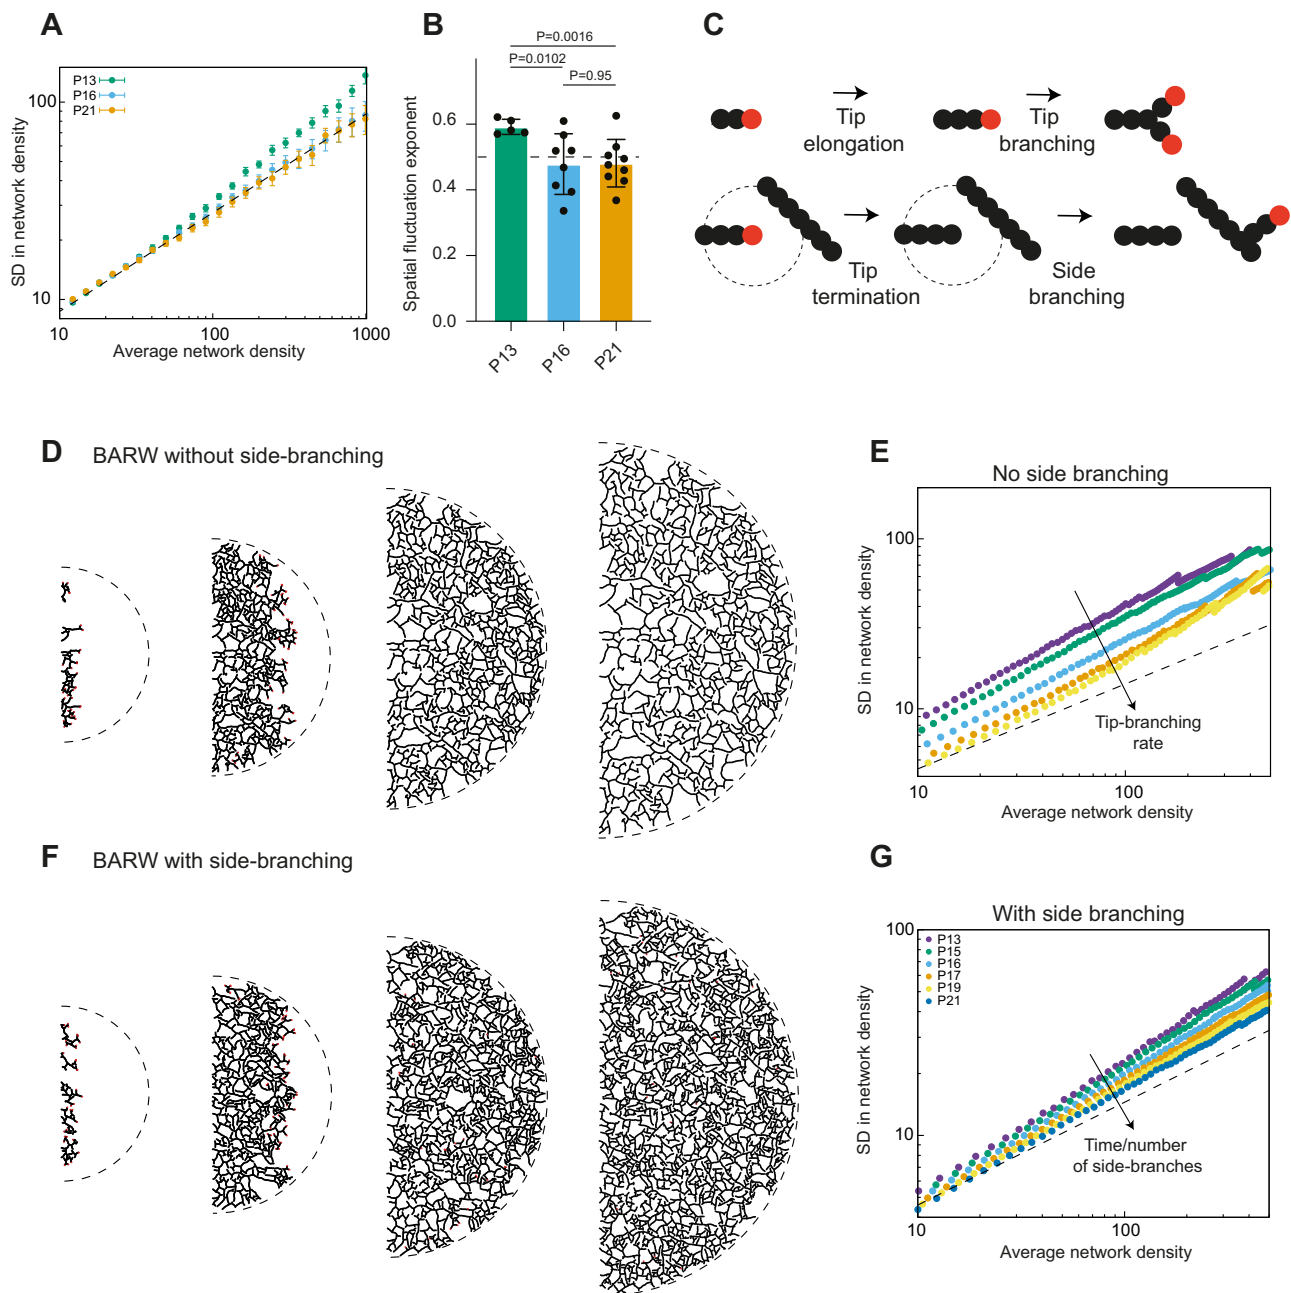 A
P13
P16
P21
100
10
10
100
1000
SD in network density
Average network density
B
P=0.0016
P=0.0102
P=0.95
0.6
0.4
0.2
0.0
Spatial fluctuation exponent
P13
P16
P21
C
Tip
elongation
Tip
branching
Tip
termination
Side
branching
D
BARW without side-branching
E
No side branching
100
10
10
100
SD in network density
Tip-branching
rate
Average network density
F
BARW with side-branching
G
With side branching
100
10
10
100
P13
P15
P16
P17
P19
P21
SD in network density
Time/number
of side-branches
Average network density